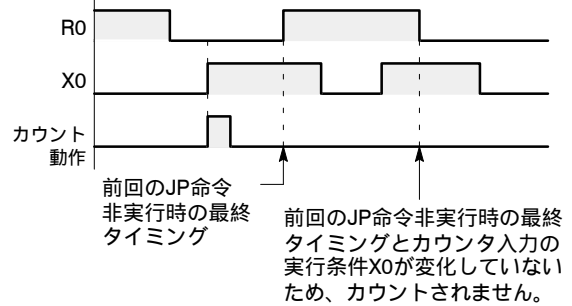 R0
X0
カウント
動作
前回のJP命令
非実行時の最終
タイミング
前回のJP命令非実行時の最終
タイミングとカウンタ入力の
実行条件X0が変化していない
ため、カウントされません。